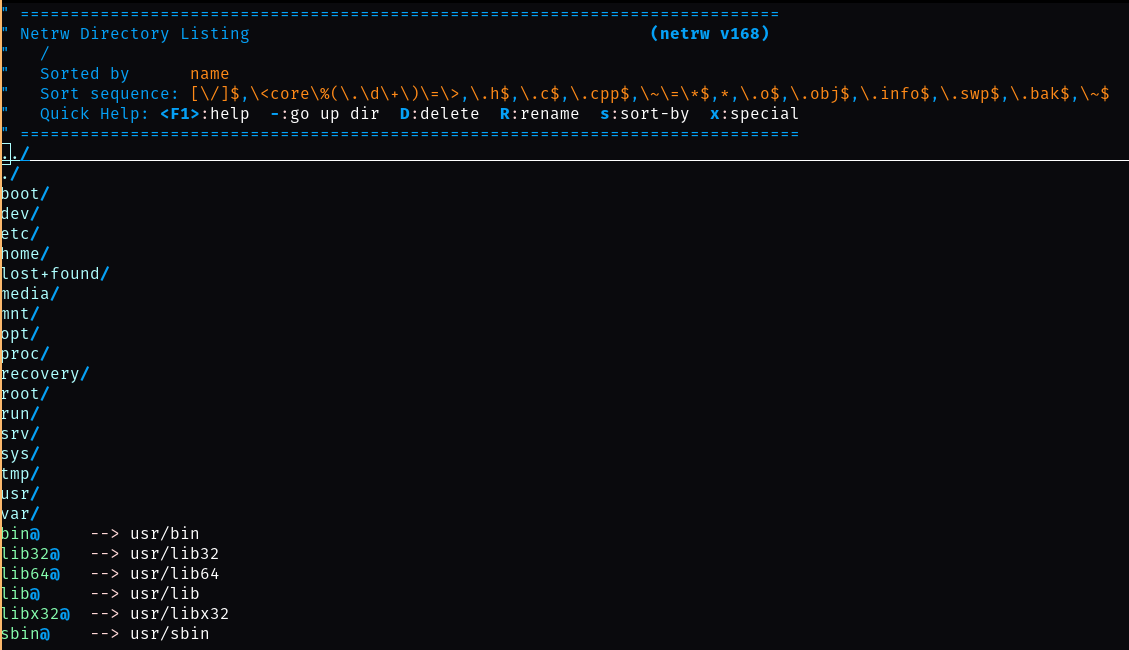 " ============================================================================
" Netrw Directory Listing                                        (netrw v168)
"   /
"   Sorted by      name
"   Sort sequence: [\/]$,\<core\%(\.\d\+\)\=\>,\.h$,\.c$,\.cpp$,\~\=\*$,*,\.o$,\.obj$,\.info$,\.swp$,\.bak$,\~$
"   Quick Help: <F1>:help  -:go up dir  D:delete  R:rename  s:sort-by  x:special
" ==============================================================================
../
./
boot/
dev/
etc/
home/
lost+found/
media/
mnt/
opt/
proc/
recovery/
root/
run/
srv/
sys/
tmp/
usr/
var/
bin@     --> usr/bin
lib32@   --> usr/lib32
lib64@   --> usr/lib64
lib@     --> usr/lib
libx32@  --> usr/libx32
sbin@    --> usr/sbin